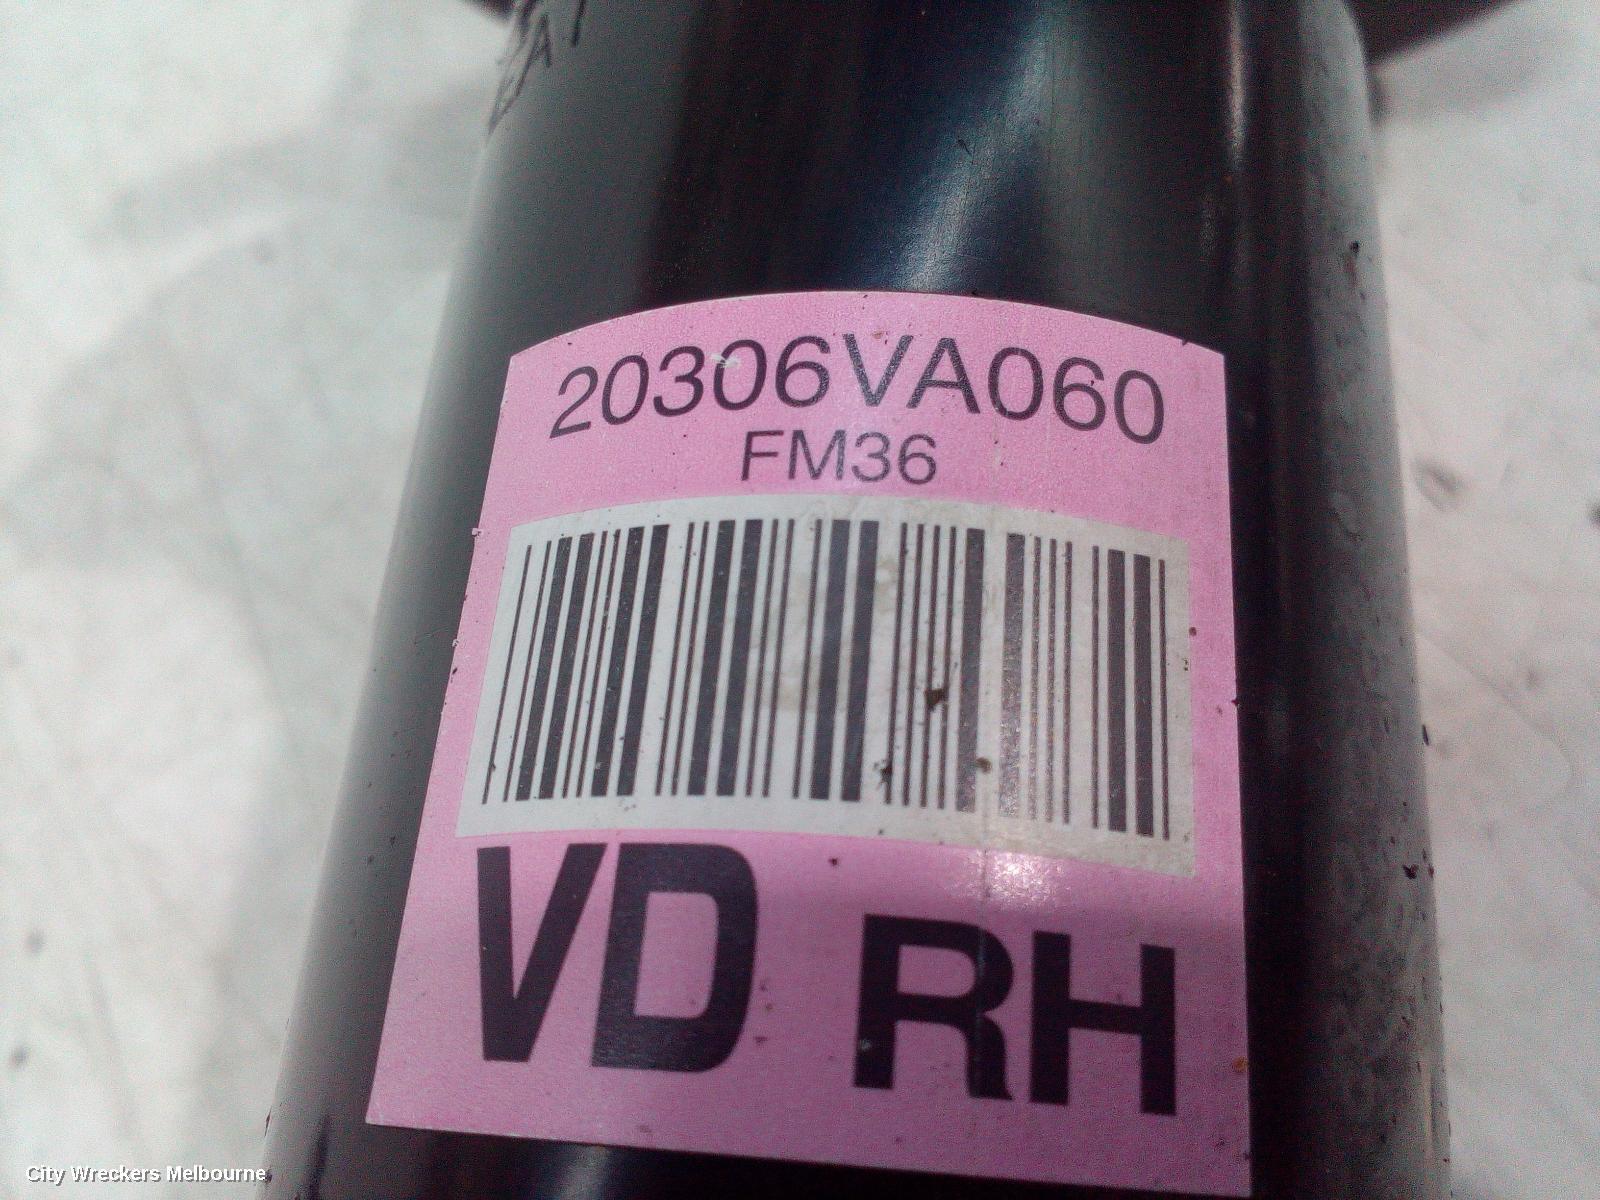 20306VA060
FM36
VD RH
City Wreckers Melbourne